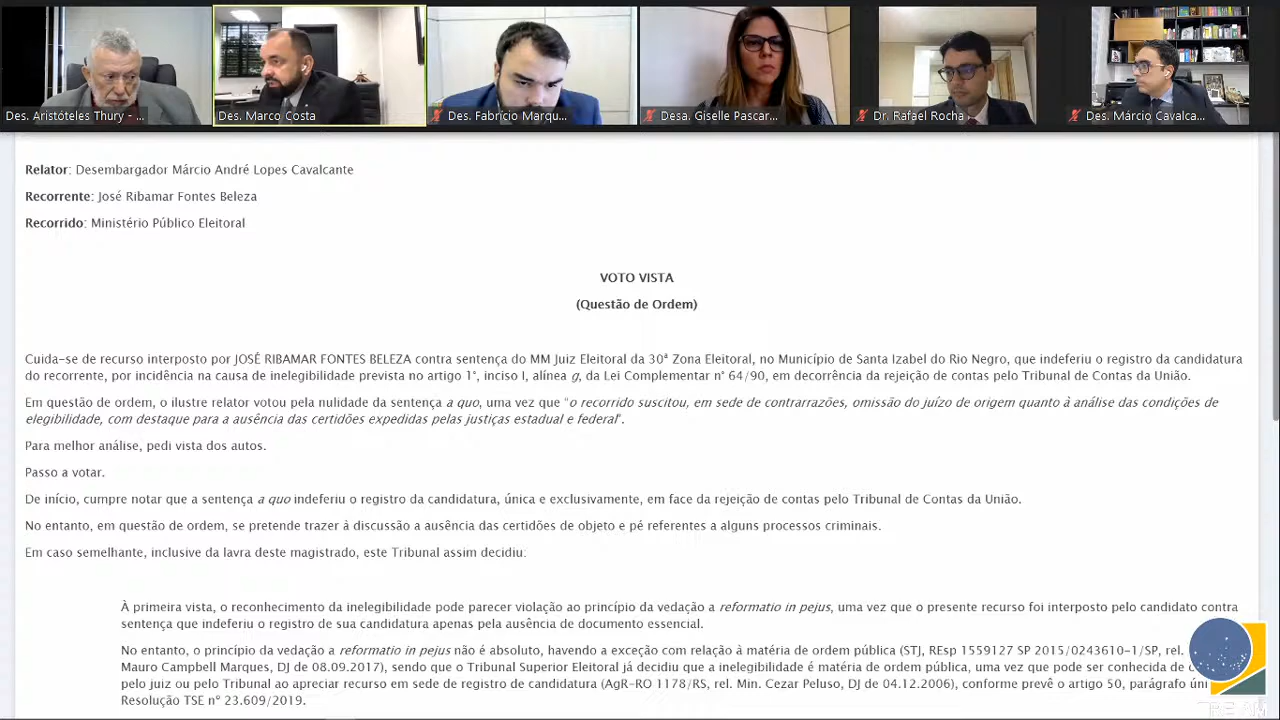 Des. Aristóteles Thury - ...
Des. Marco Costa
Des. Fabrício Marqu...
Desa. Giselle Pascar...
Dr. Rafael Rocha
Des. Márcio Cavalca...
Relator: Desembargador Márcio André Lopes Cavalcante
Recorrente: José Ribamar Fontes Beleza
Recorrido: Ministério Público Eleitoral
VOTO VISTA
(Questão de Ordem)
Cuida-se de recurso interposto por JOSÉ RIBAMAR FONTES BELEZA contra sentença do MM Juiz Eleitoral da 30ª Zona Eleitoral, no Município de Santa Izabel do Rio Negro, que indeferiu o registro da candidatura
do recorrente, por incidência na causa de inelegibilidade prevista no artigo 1°, inciso I, alínea g, da Lei Complementar n° 64/90, em decorrência da rejeição de contas pelo Tribunal de Contas da União.
Em questão de ordem, o ilustre relator votou pela nulidade da sentença a quo, uma vez que "o recorrido suscitou, em sede de contrarrazões, omissão do juízo de origem quanto à análise das condições de
elegibilidade, com destaque para a ausência das certidões expedidas pelas justiças estadual e federal".
Para melhor análise, pedi vista dos autos.
Passo a votar.
De início, cumpre notar que a sentença a quo indeferiu o registro da candidatura, única e exclusivamente, em face da rejeição de contas pelo Tribunal de Contas da União.
No entanto, em questão de ordem, se pretende trazer à discussão a ausência das certidões de objeto e pé referentes a alguns processos criminais.
Em caso semelhante, inclusive da lavra deste magistrado, este Tribunal assim decidiu:
À primeira vista, o reconhecimento da inelegibilidade pode parecer violação ao princípio da vedação a reformatio in pejus, uma vez que o presente recurso foi interposto pelo candidato contra
sentença que indeferiu o registro de sua candidatura apenas pela ausência de documento essencial.
No entanto, o princípio da vedação a reformatio in pejus não é absoluto, havendo a exceção com relação à matéria de ordem pública (STJ, REsp 1559127 SP 2015/0243610-1/SP, rel.
Mauro Campbell Marques, DJ de 08.09.2017), sendo que o Tribunal Superior Eleitoral já decidiu que a inelegibilidade é matéria de ordem pública, uma vez que pode ser conhecida de
pelo juiz ou pelo Tribunal ao apreciar recurso em sede de registro de candidatura (AgR-RO 1178/RS, rel. Min. Cezar Peluso, DJ de 04.12.2006), conforme prevê o artigo 50, parágrafo úni
Resolução TSE n° 23.609/2019.
TRE-AM